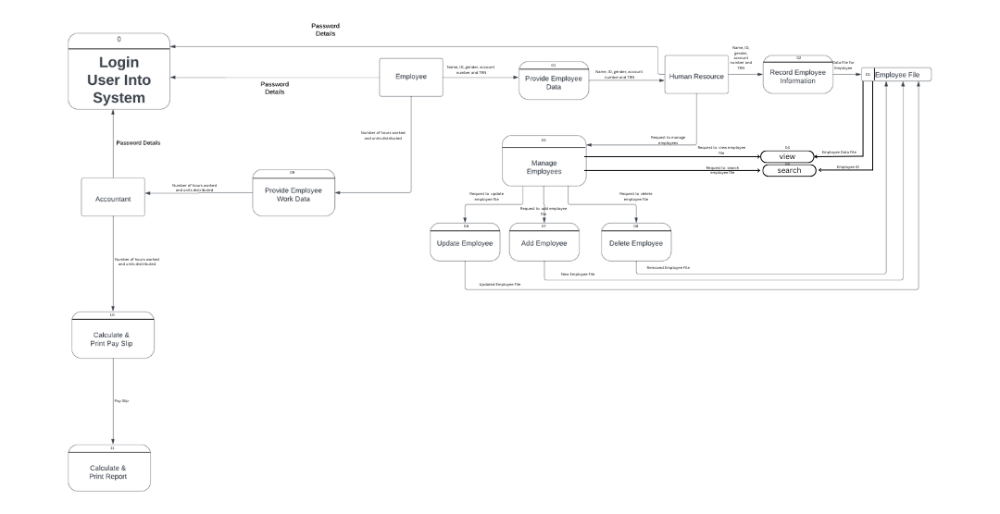 Password
Details
0
Login
User Into
System
Password
Details
Employee
Name, ID, gender, account
number and TRN
01
Provide Employee
Data
Name, ID, gender, account
number and TRN
Human Resource
Name, ID,
gender,
account
number and
TRN
02
Record Employee
Information
Data File for
Employee
D1
Employee File
Number of hours worked
and units distributed
Request to manage
employees
Password Details
03
Manage
Employees
Request to view employee
file
view
Employee Data File
Request to search
employee file
search
Employee ID
Accountant
Number of hours worked
and units distributed
09
Provide Employee
Work Data
Request to update
employee file
Request to add employee
file
Request to delete
employee file
06
Update Employee
07
Add Employee
08
Delete Employee
Removed Employee File
New Employee File
Updated Employee File
Number of hours worked
and units distributed
10
Calculate &
Print Pay Slip
Pay Slip
11
Calculate &
Print Report